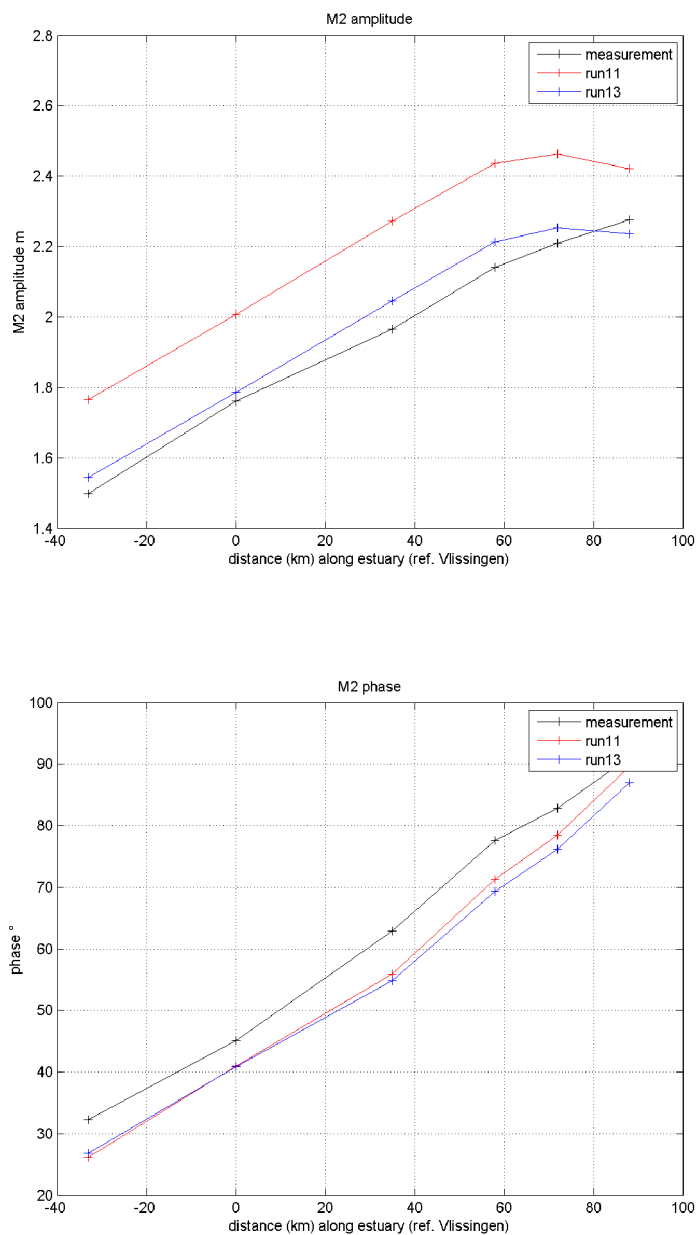 M2 amplitude
2.8
2.6
2.4
2.2
2
1.8
1.6
1.4
M2 amplitude m
measurement
run11
run13
-40 -20 0 20 40 60 80 100
distance (km) along estuary (ref. Vlissingen)
M2 phase
100
90
80
70
60
50
40
30
20
phase °
measurement
run11
run13
-40 -20 0 20 40 60 80 100
distance (km) along estuary (ref. Vlissingen)